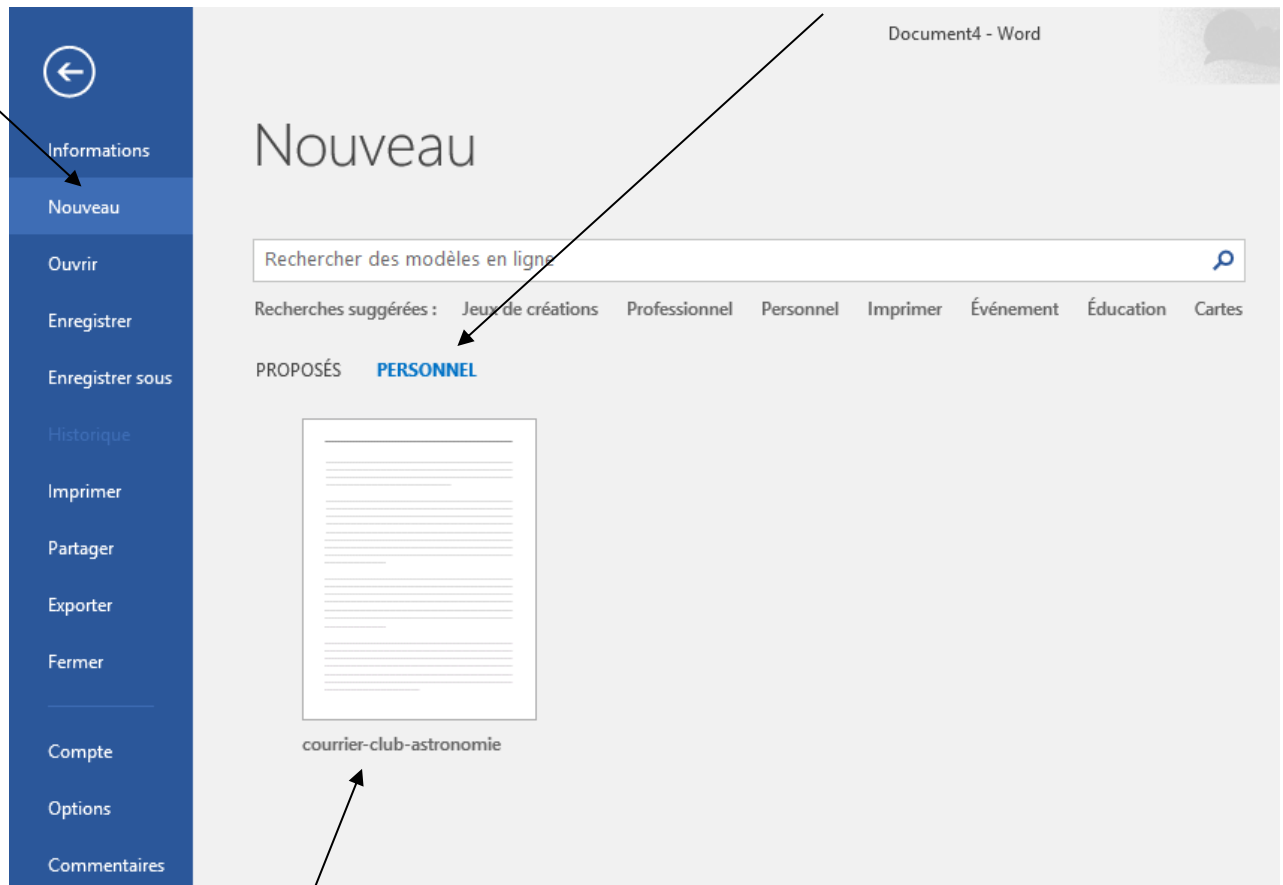 Document4 - Word
Informations
Nouveau
Ouvrir
Enregistrer
Enregistrer sous
Historique
Imprimer
Partager
Exporter
Fermer
Compte
Options
Commentaires
Nouveau
Rechercher des modèles en ligne
Recherches suggérées : Jeux de créations Professionnel Personnel Imprimer Événement Éducation Cartes
PROPOSÉS PERSONNEL
courrier-club-astronomie